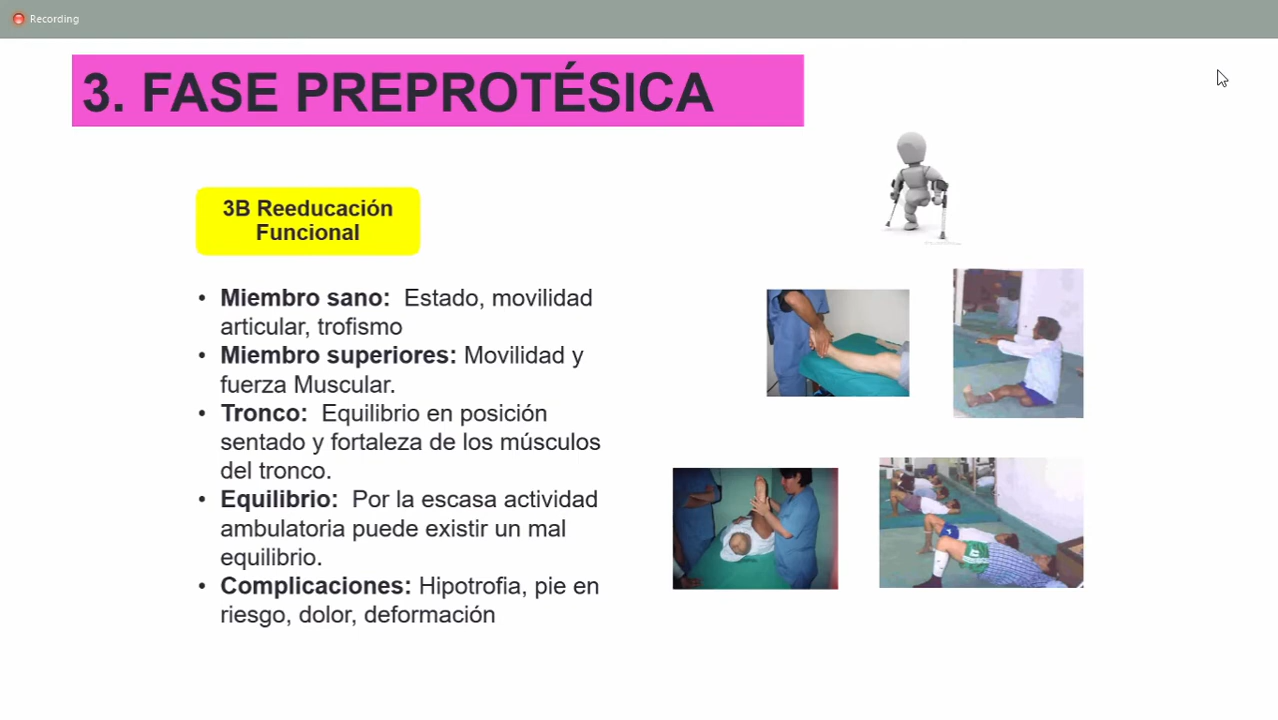 Recording
3. FASE PREPROTÉSICA
3B Reeducación
Funcional
• Miembro sano: Estado, movilidad
articular, trofismo
• Miembro superiores: Movilidad y
fuerza Muscular.
• Tronco: Equilibrio en posición
sentado y fortaleza de los músculos
del tronco.
• Equilibrio: Por la escasa actividad
ambulatoria puede existir un mal
equilibrio.
• Complicaciones: Hipotrofia, pie en
riesgo, dolor, deformación